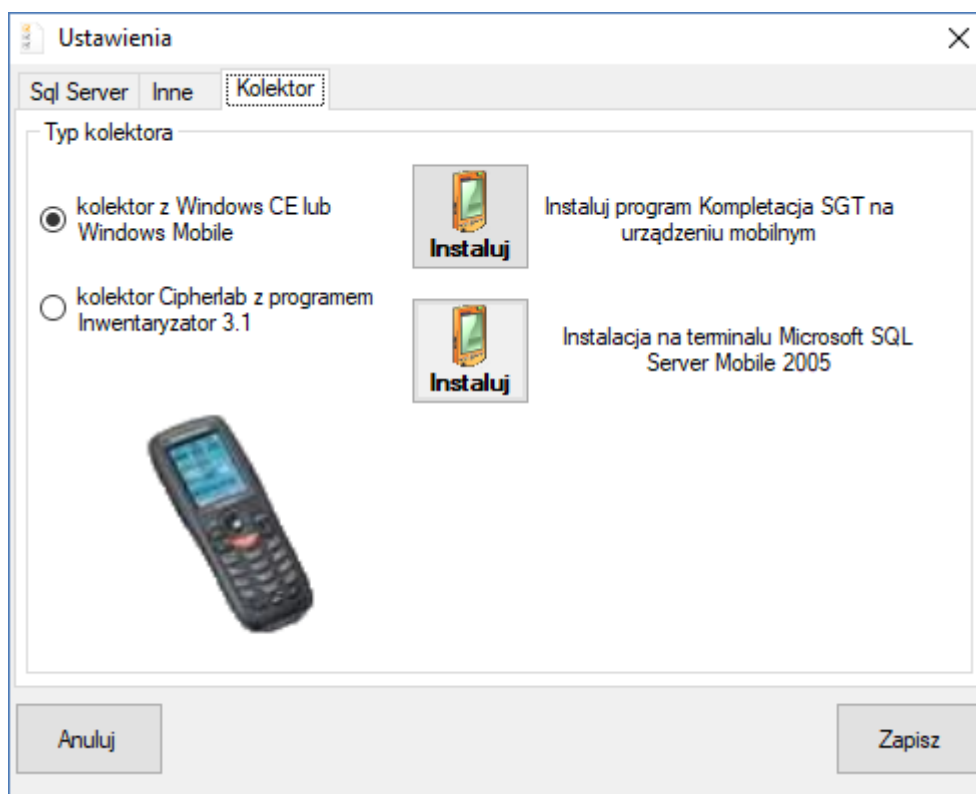 Ustawienia
Sql Server Inne Kolektor
Typ kolektora
kolektor z Windows CE lub
Windows Mobile
Instaluj
Instaluj program Kompletacja SGT na
urządzeniu mobilnym
kolektor Cipherlab z programem
Inwentaryzator 3.1
Instaluj
Instalacja na terminalu Microsoft SQL
Server Mobile 2005
Anuluj
Zapisz